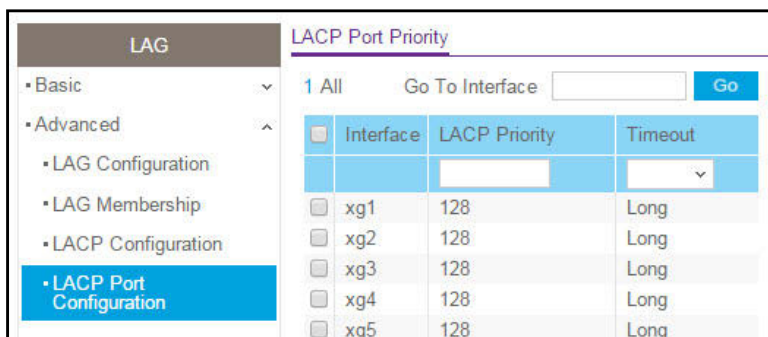 LAG
Basic
Advanced
LAG Configuration
LAG Membership
LACP Configuration
LACP Port
Configuration
LACP Port Priority
1 All Go To Interface Go
Interface LACP Priority Timeout
xg1 128 Long
xg2 128 Long
xg3 128 Long
xg4 128 Long
xg5 128 Long